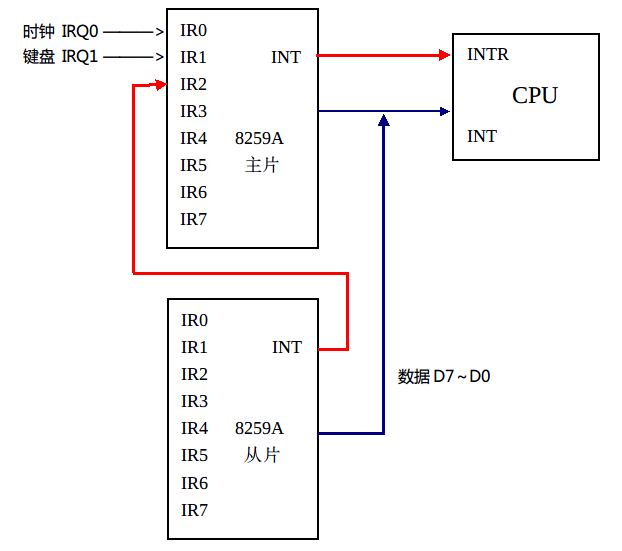 时钟 IRQ0
键盘 IRQ1
IR0
IR1
INT
IR2
IR3
IR4
8259A
IR5
主片
IR6
IR7
INTR
CPU
INT
IR0
IR1
INT
IR2
IR3
IR4
8259A
IR5
从片
IR6
IR7
数据 D7~D0